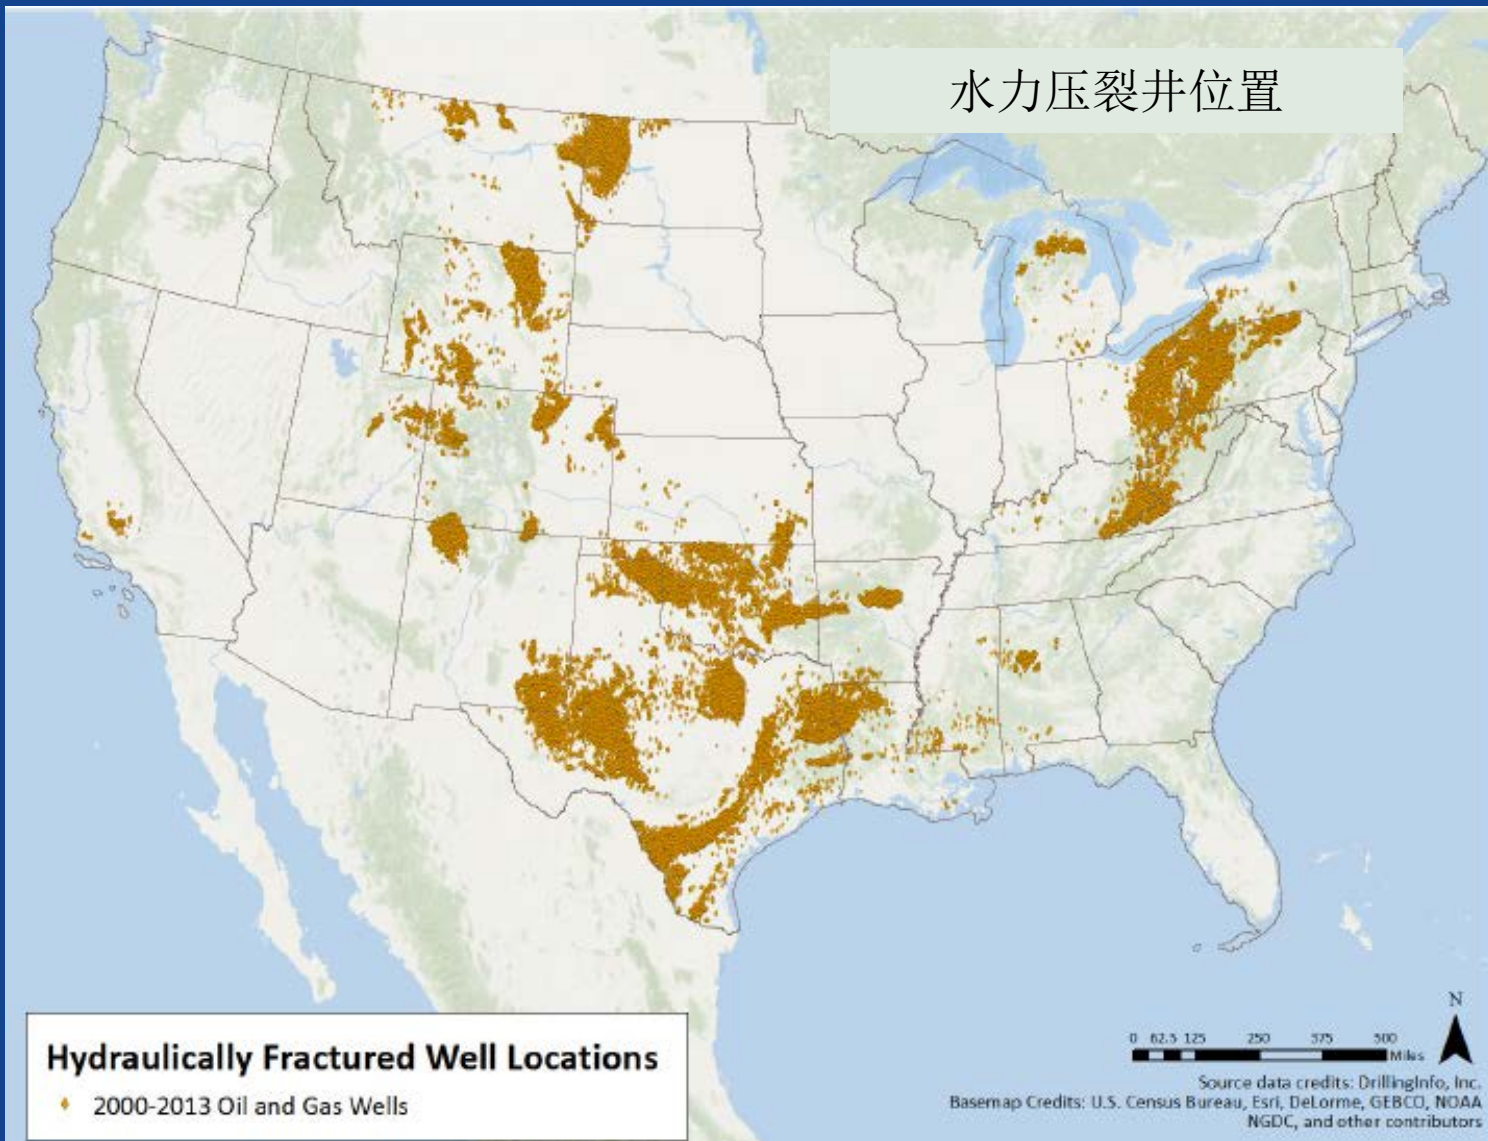 水力压裂井位置
Hydraulically Fractured Well Locations
2000-2013 Oil and Gas Wells
N
0 62.5 125 250 375 500
Miles
Source data credits: DrillingInfo, Inc.
Basemap Credits: U.S. Census Bureau, Esri, DeLorme, GEBCO, NOAA
NGDC, and other contributors